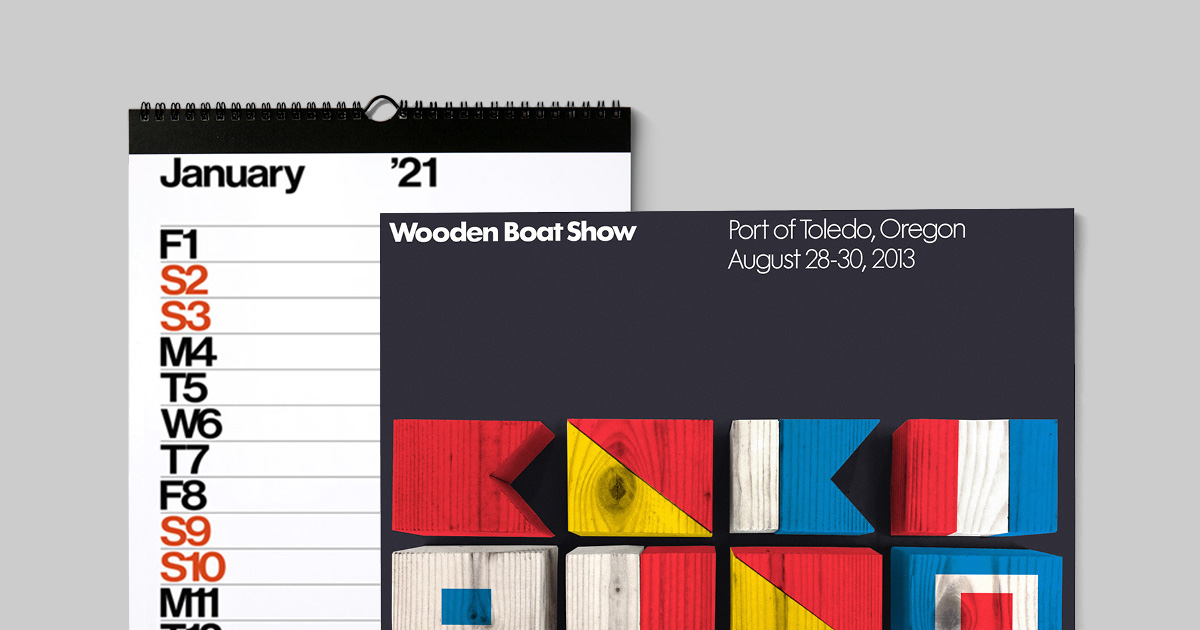 January ’21
F1
S2
S3
M4
T5
W6
T7
F8
S9
S10
M11
Wooden Boat Show
Port of Toledo, Oregon
August 28-30, 2013